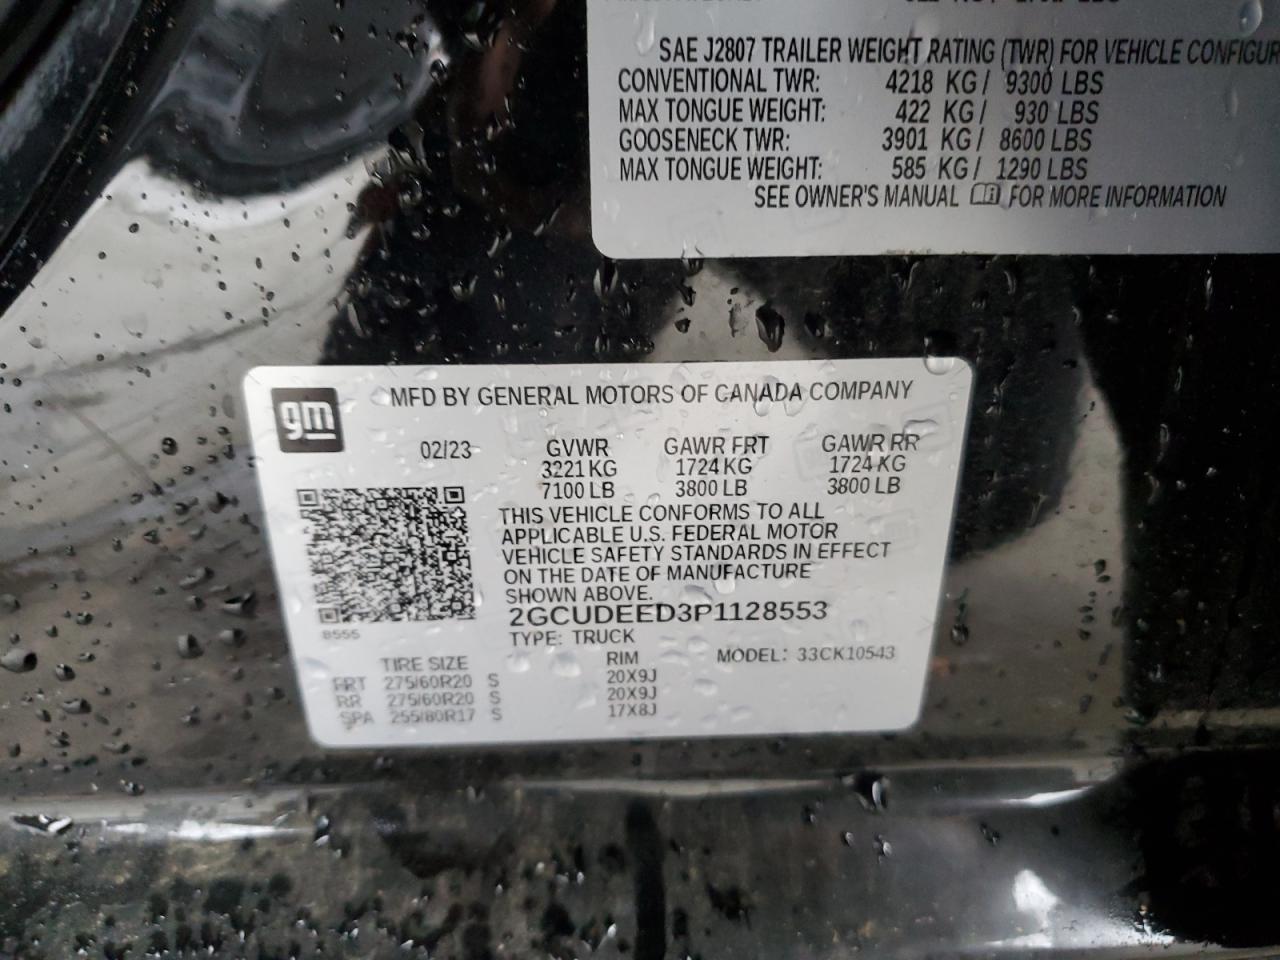 SAE J2807 TRAILER WEIGHT RATING (TWR) FOR VEHICLE CONFIGUR
CONVENTIONAL TWR: 4218 KG / 9300 LBS
MAX TONGUE WEIGHT: 422 KG / 930 LBS
GOOSENECK TWR: 3901 KG / 8600 LBS
MAX TONGUE WEIGHT: 585 KG / 1290 LBS
SEE OWNER'S MANUAL FOR MORE INFORMATION
gm
MFD BY GENERAL MOTORS OF CANADA COMPANY
02/23 GVWR GAWR FRT GAWR RR
3221 KG 1724 KG 1724 KG
7100 LB 3800 LB 3800 LB
THIS VEHICLE CONFORMS TO ALL
APPLICABLE U.S. FEDERAL MOTOR
VEHICLE SAFETY STANDARDS IN EFFECT
ON THE DATE OF MANUFACTURE
SHOWN ABOVE.
2GCUDEED3P1128553
8555 TYPE: TRUCK
TIRE SIZE RIM MODEL: 33CK10543
FRT 275/60R20 S 20X9J
RR 275/60R20 S 20X9J
SPA 255/80R17 S 17X8J